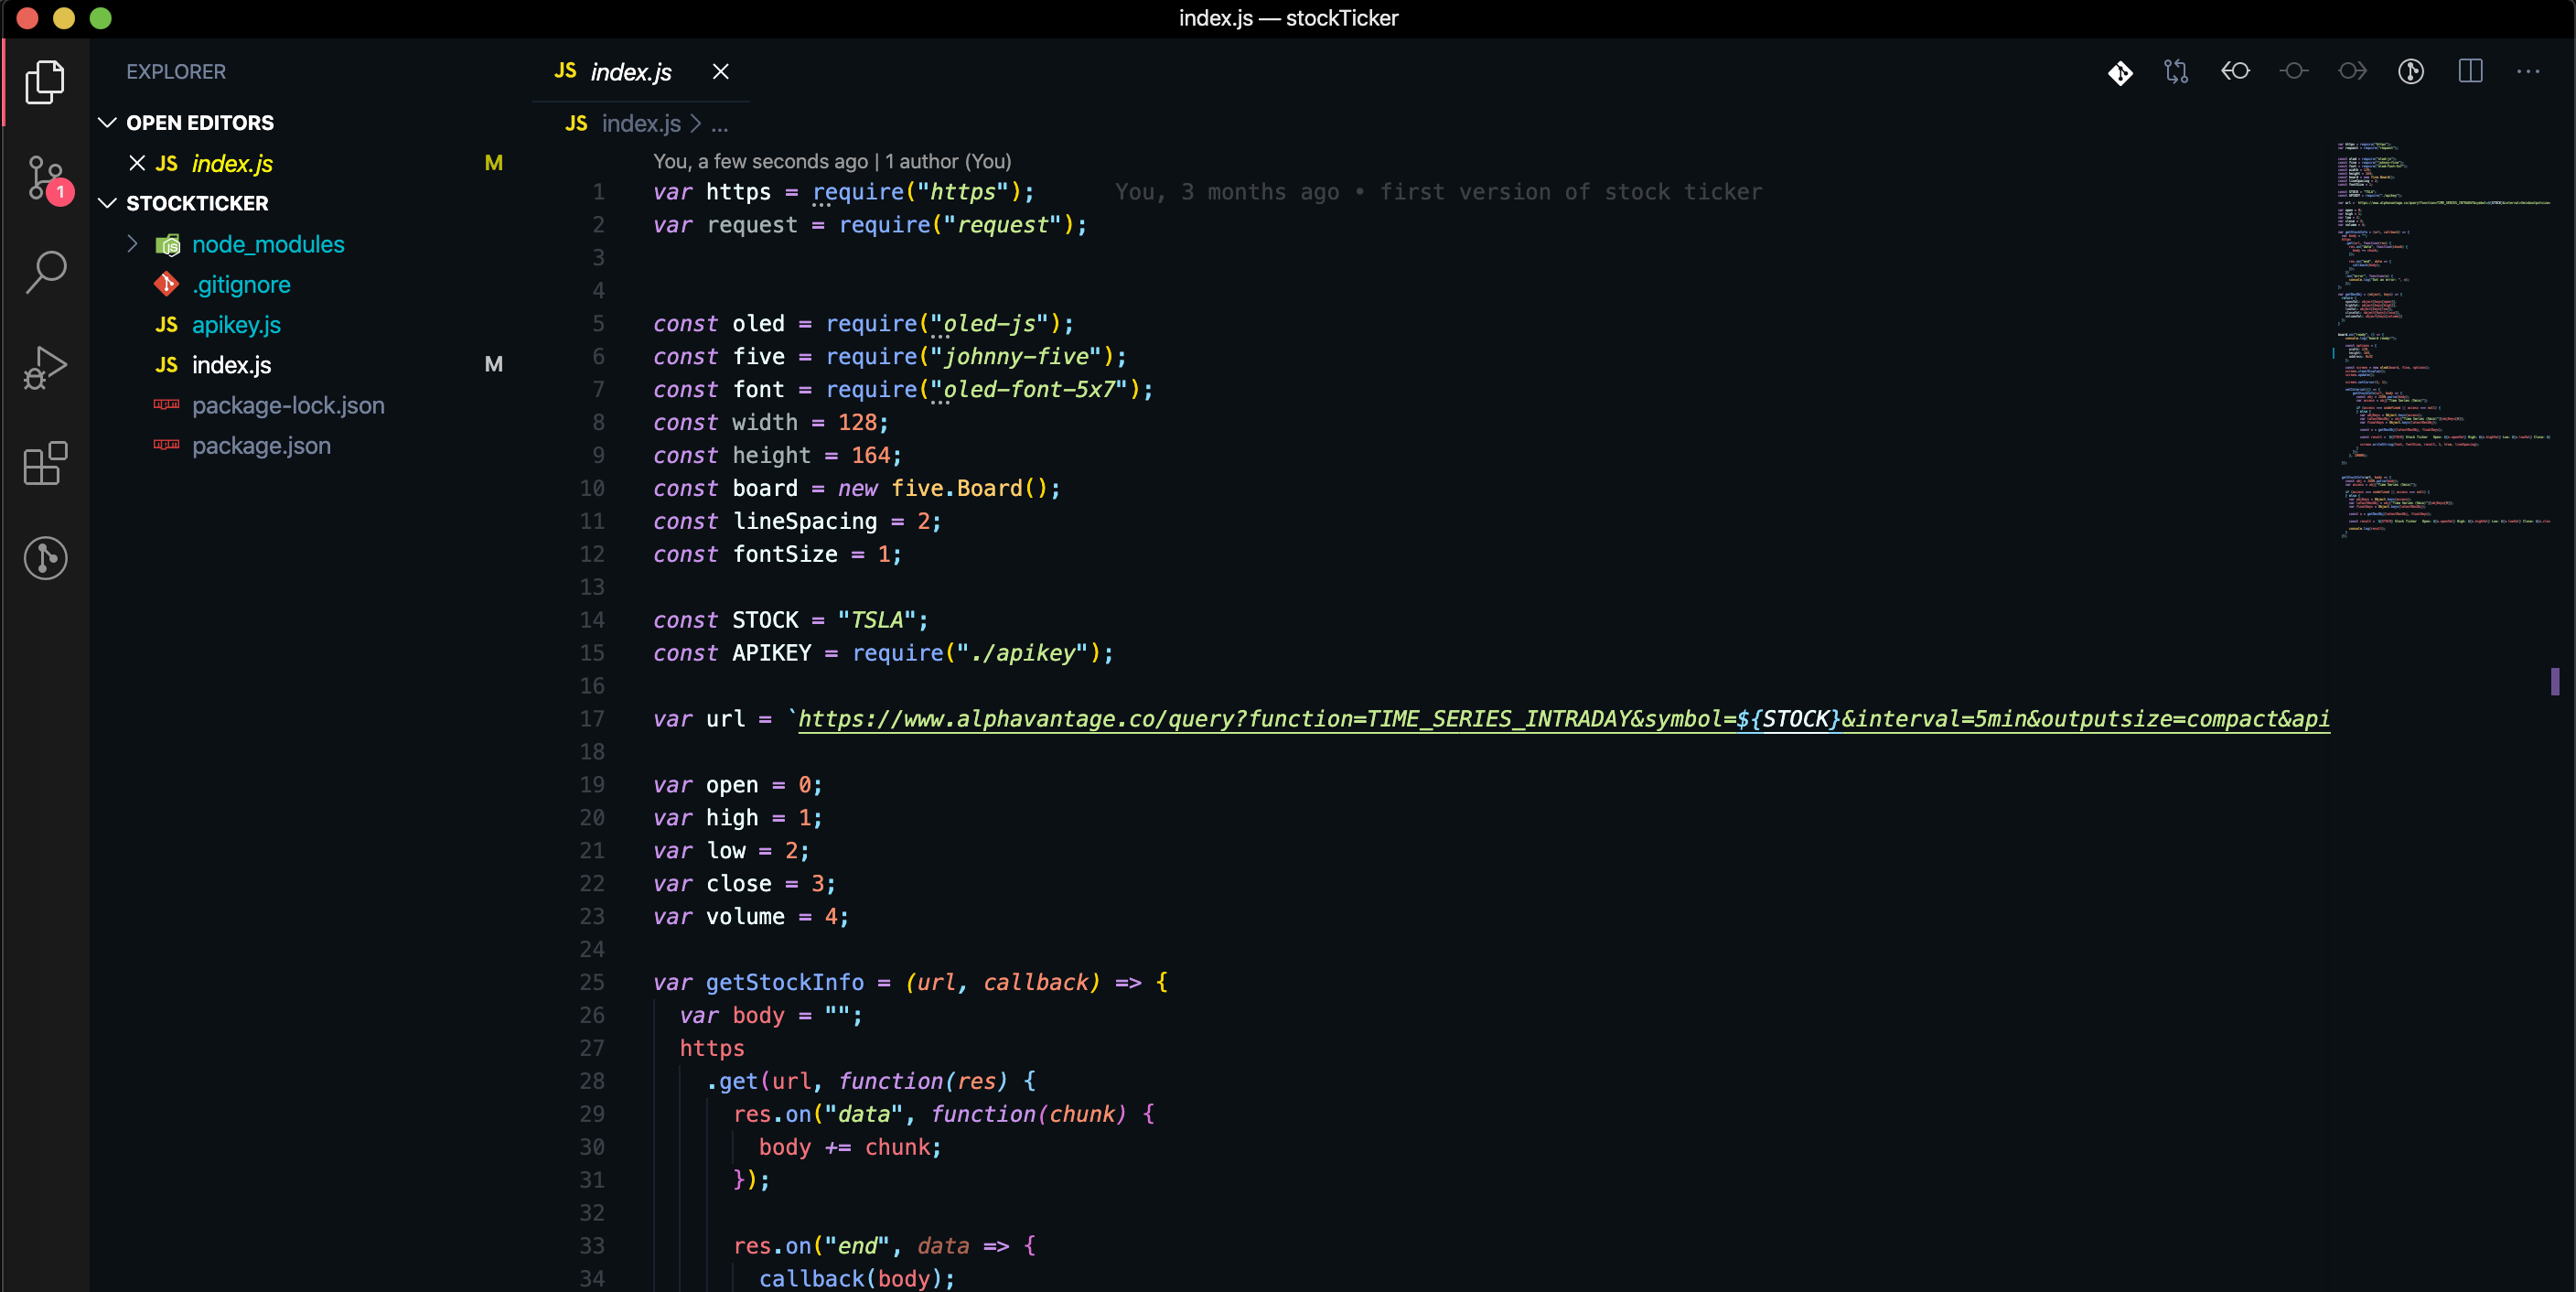 index.js — stockTicker
EXPLORER
OPEN EDITORS
JS index.js M
STOCKTICKER
node_modules
.gitignore
JS apikey.js
JS index.js M
package-lock.json
package.json
1
JS index.js
JS index.js > ...
You, a few seconds ago | 1 author (You)
1 var https = require("https"); You, 3 months ago • first version of stock ticker
2 var request = require("request");
3
4
5 const oled = require("oled-js");
6 const five = require("johnny-five");
7 const font = require("oled-font-5x7");
8 const width = 128;
9 const height = 164;
10 const board = new five.Board();
11 const lineSpacing = 2;
12 const fontSize = 1;
13
14 const STOCK = "TSLA";
15 const APIKEY = require("./apikey");
16
17 var url = `https://www.alphavantage.co/query?function=TIME_SERIES_INTRADAY&symbol=${STOCK}&interval=5min&outputsize=compact&api
18
19 var open = 0;
20 var high = 1;
21 var low = 2;
22 var close = 3;
23 var volume = 4;
24
25 var getStockInfo = (url, callback) => {
26 var body = "";
27 https
28 .get(url, function(res) {
29 res.on("data", function(chunk) {
30 body += chunk;
31 });
32
33 res.on("end", data => {
34 callback(body);